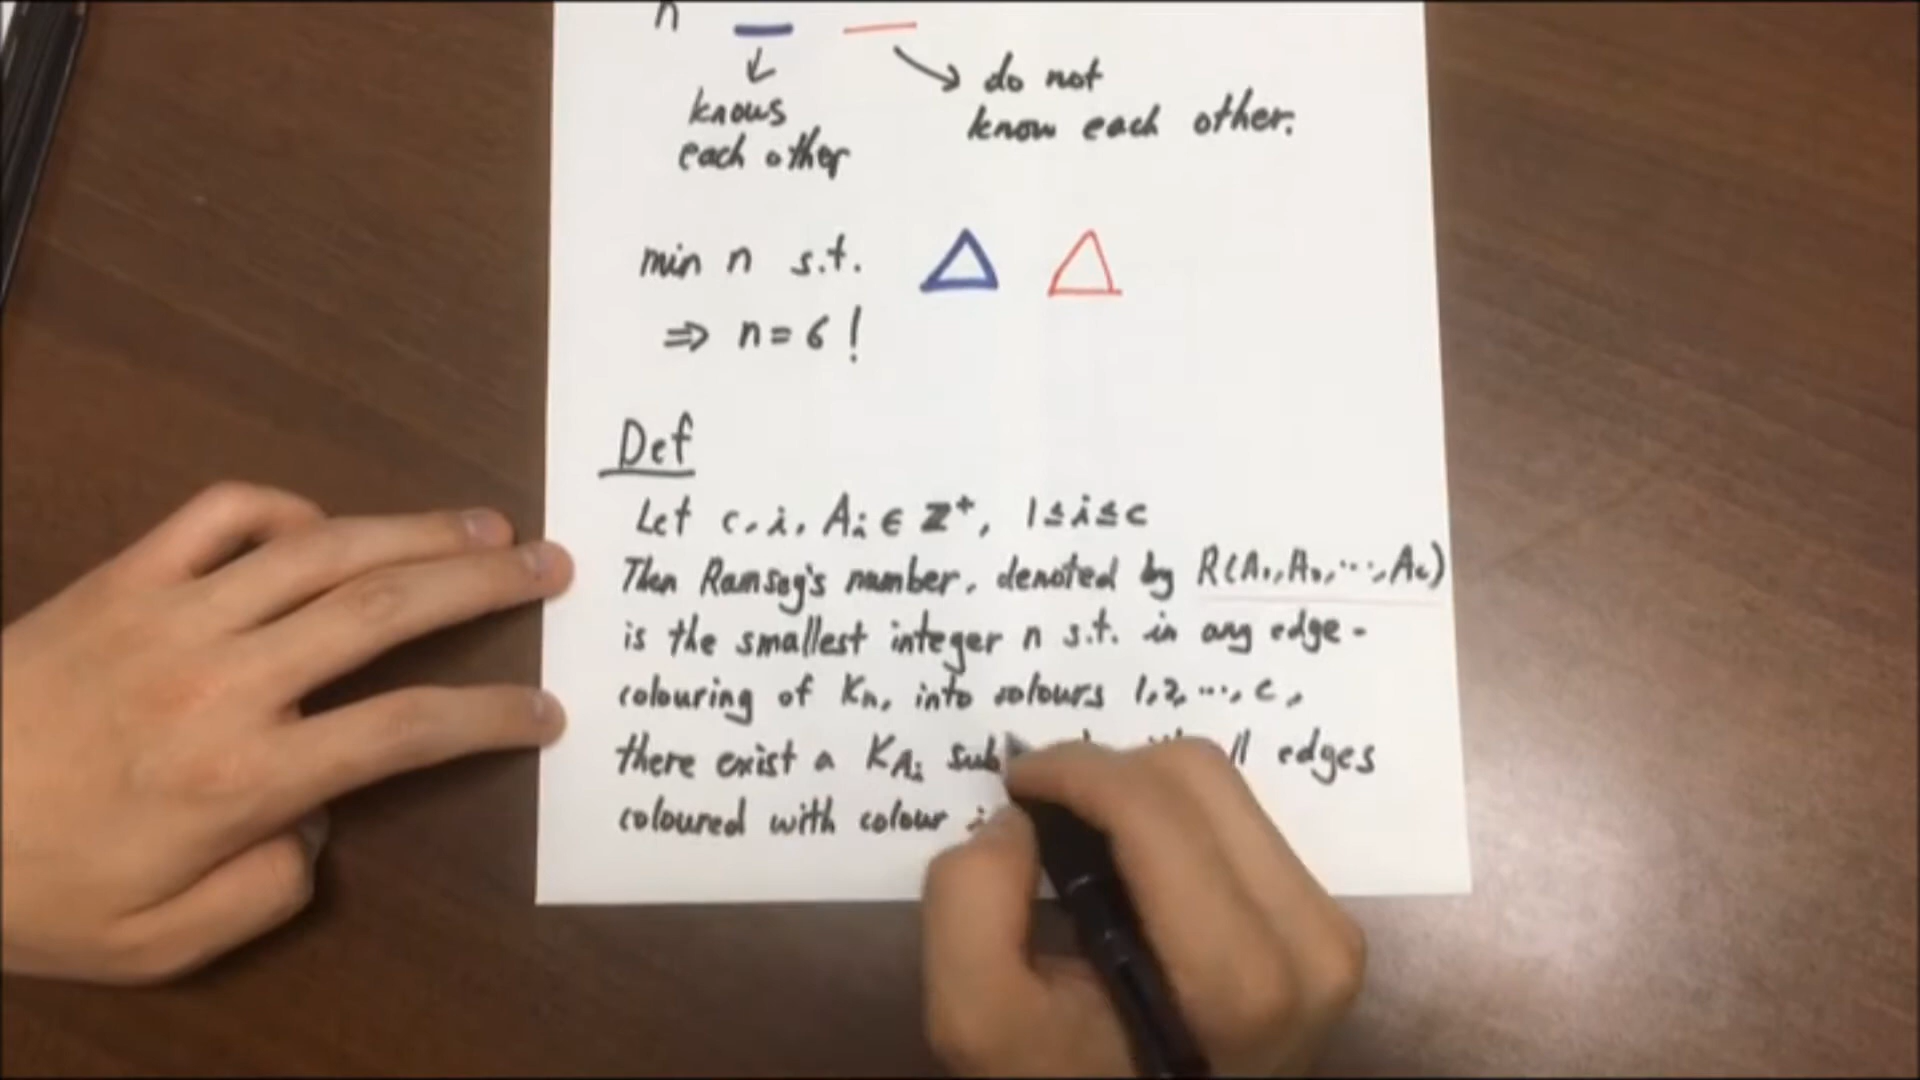 n
do not
knows
know each other.
each other
min n s.t.
⇒ n = 6 !
Def
Let c, i, Aᵢ ∈ Z⁺, 1 ≤ i ≤ c
Then Ramsey's number, denoted by R(A₁, A₂, ..., A꜀)
is the smallest integer n s.t. in any edge-
colouring of Kn, into colours 1, 2, ..., c,
there exist a K_Aᵢ edges
coloured with colour i